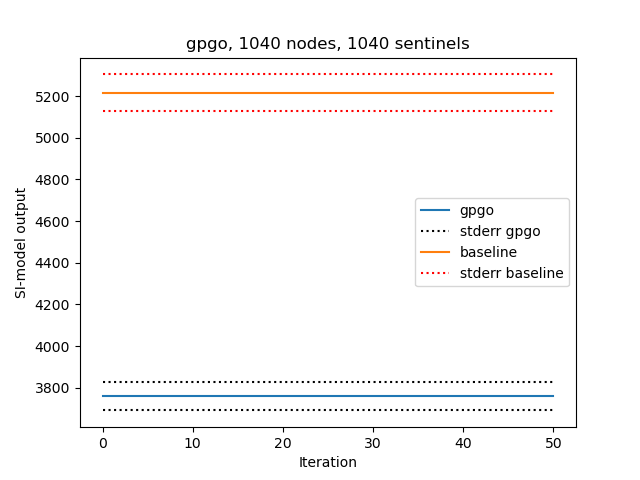 gpgo, 1040 nodes, 1040 sentinels
SI-model output
5200
5000
4800
4600
4400
4200
4000
3800
gpgo
stderr gpgo
baseline
stderr baseline
0 10 20 30 40 50
Iteration